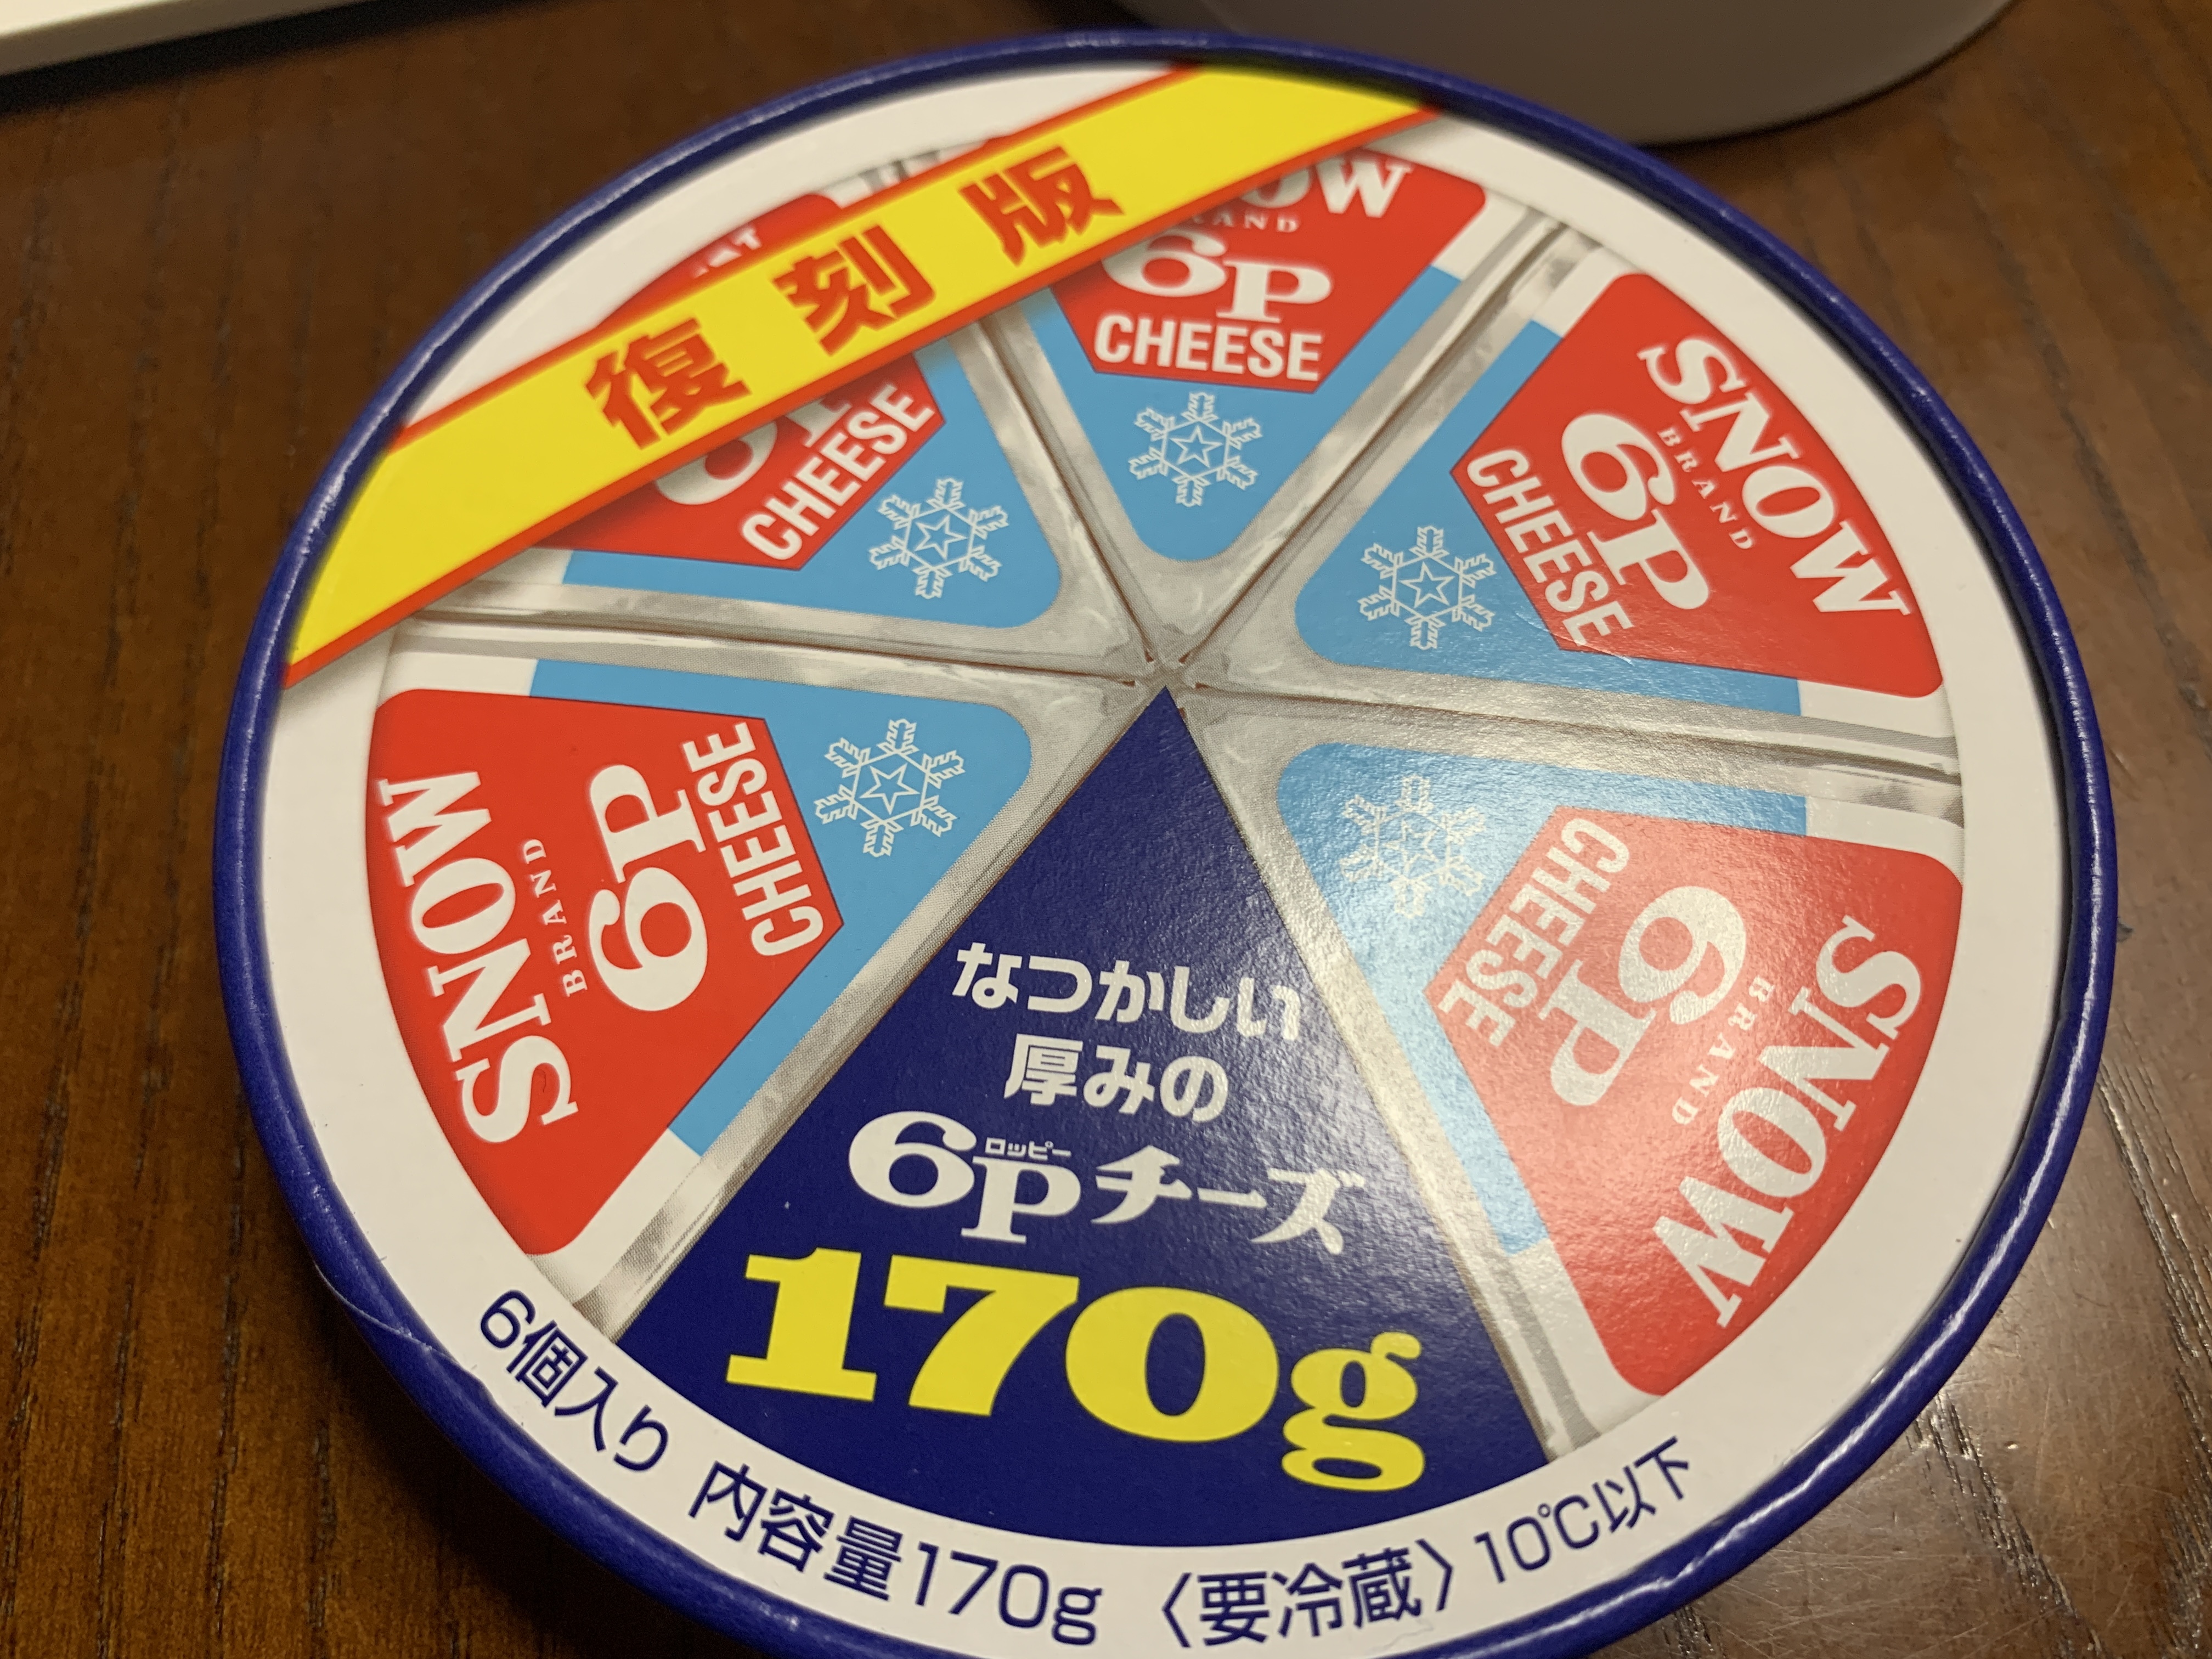 復刻版
SNOW
BRAND
6P
CHEESE
CHEESE
6P
CHEESE
SNOW
BRAND
6P
CHEESE
SNOW
BRAND
6P
CHEESE
なつかしい
厚みの
ロッピー
6Pチーズ
170g
6個入り 内容量170g 〈要冷蔵〉10℃以下